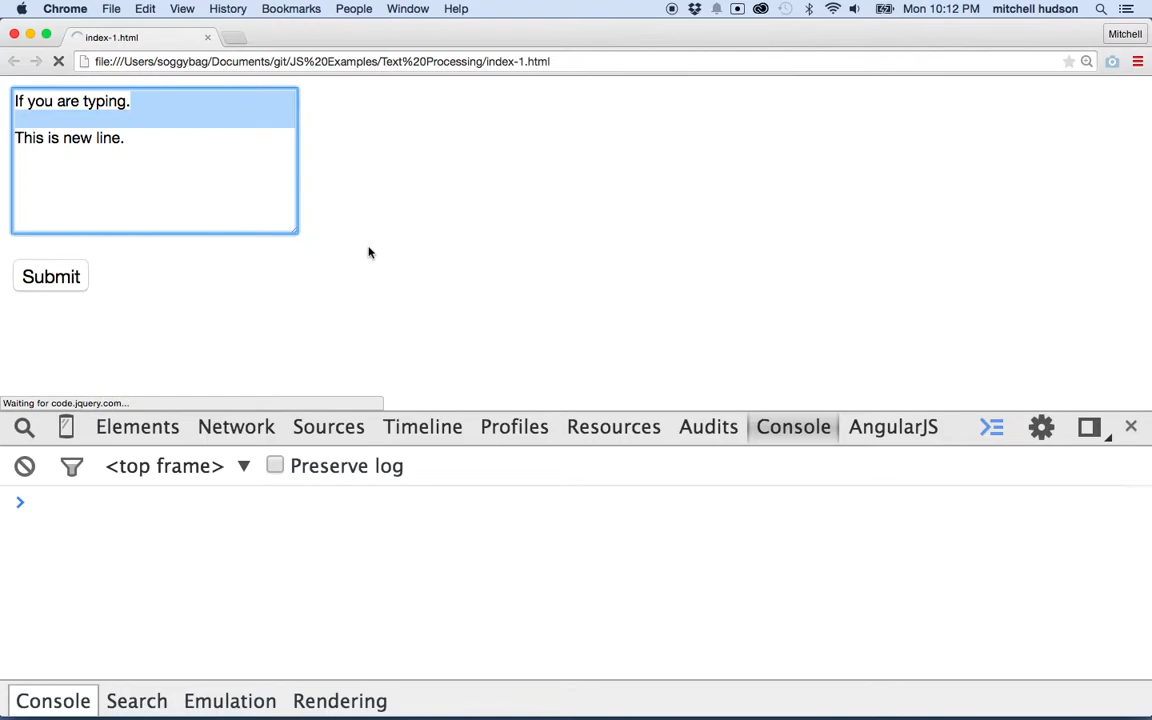 Chrome File Edit View History Bookmarks People Window Help Mon 10:12 PM mitchell hudson
index-1.html Mitchell
file:///Users/soggybag/Documents/git/JS%20Examples/Text%20Processing/index-1.html
If you are typing.
This is new line.
Submit
Waiting for code.jquery.com...
Elements Network Sources Timeline Profiles Resources Audits Console AngularJS
<top frame> Preserve log
Console Search Emulation Rendering